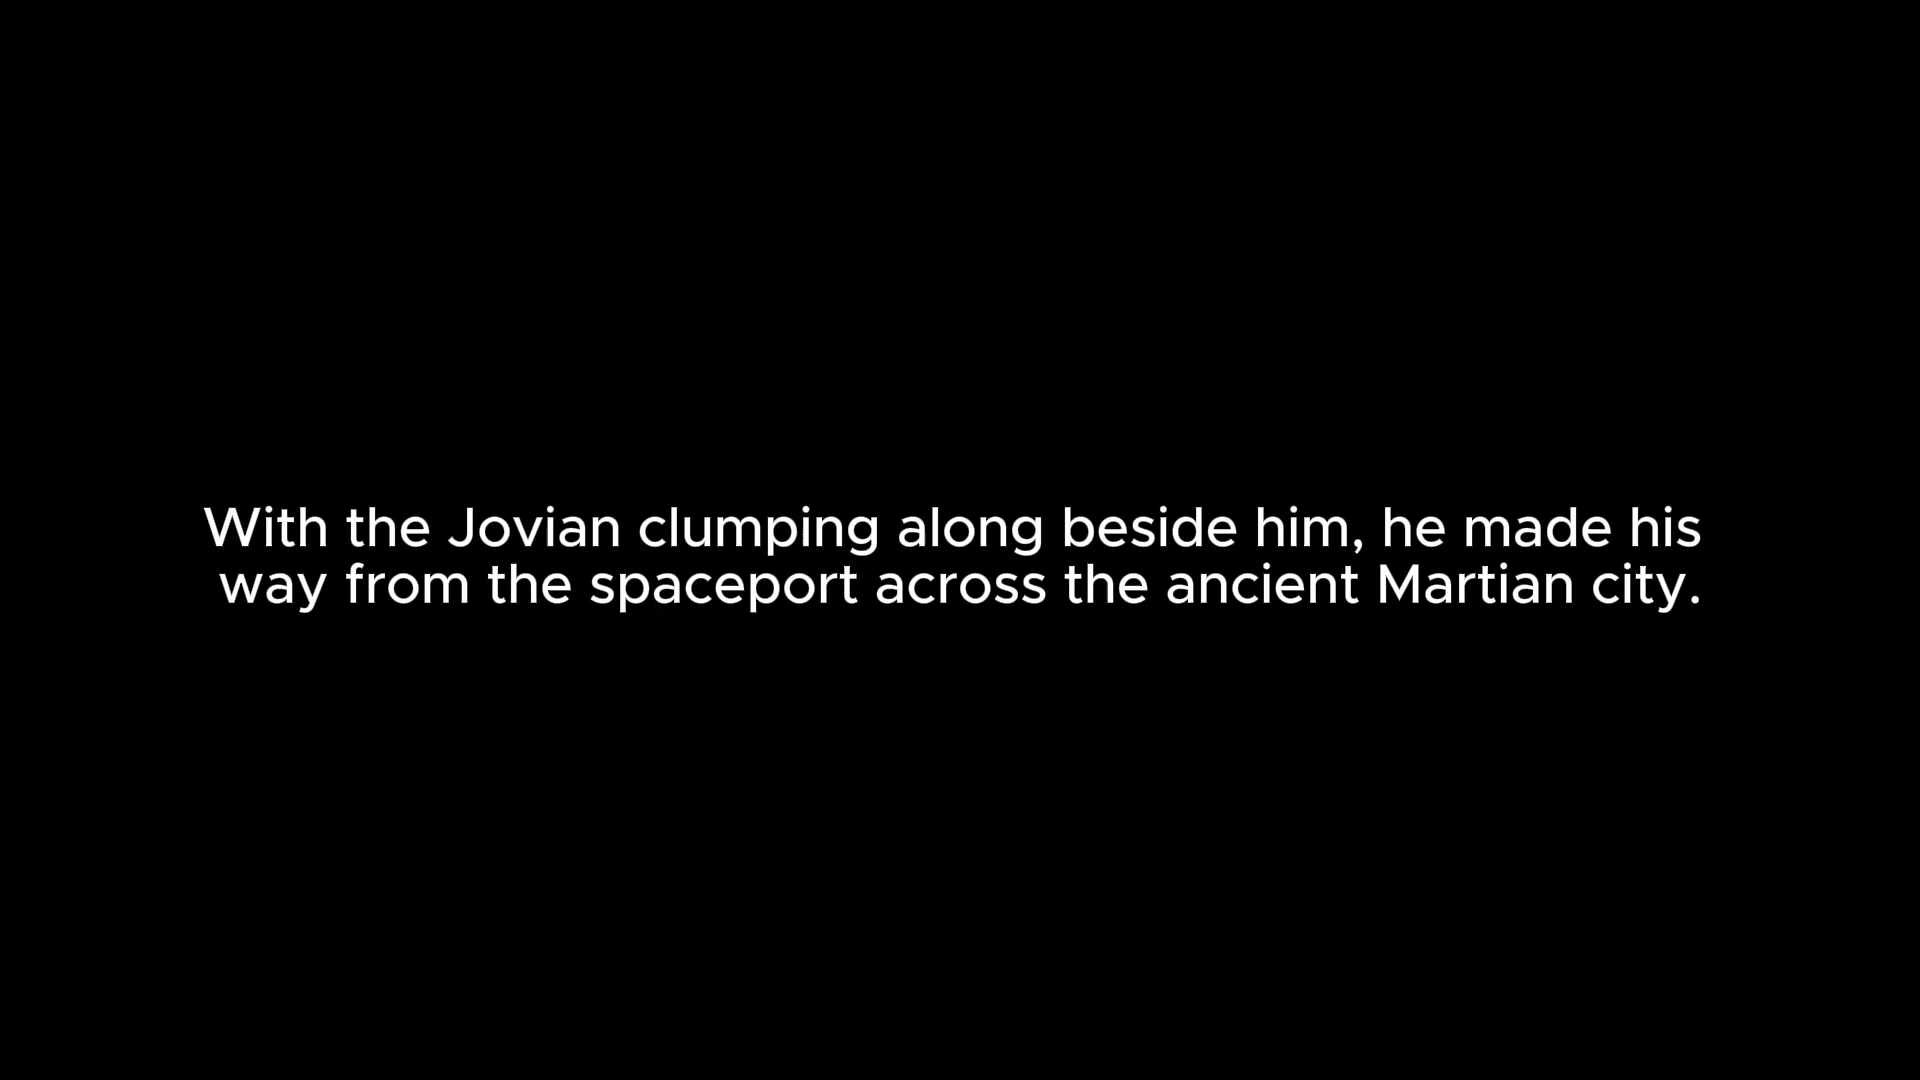 With the Jovian clumping along beside him, he made his
way from the spaceport across the ancient Martian city.